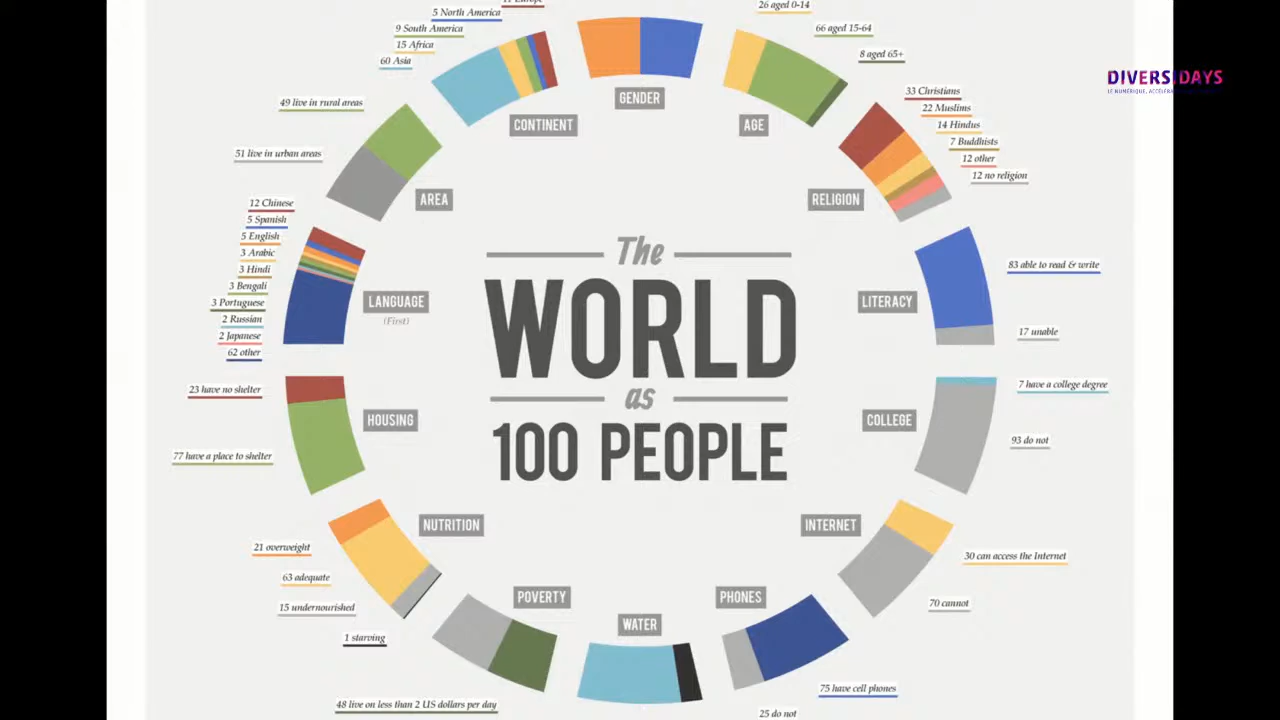 11 Europe
5 North America
9 South America
15 Africa
60 Asia
CONTINENT
GENDER
26 aged 0-14
66 aged 15-64
8 aged 65+
AGE
DIVERSIDAYS
LE NUMÉRIQUE, ACCÉLÉRA
33 Christians
22 Muslims
14 Hindus
7 Buddhists
12 other
12 no religion
RELIGION
49 live in rural areas
51 live in urban areas
AREA
12 Chinese
5 Spanish
5 English
3 Arabic
3 Hindi
3 Bengali
3 Portuguese
2 Russian
2 Japanese
62 other
LANGUAGE
(First)
The
WORLD
as
100 PEOPLE
83 able to read & write
LITERACY
17 unable
23 have no shelter
HOUSING
77 have a place to shelter
7 have a college degree
COLLEGE
93 do not
NUTRITION
21 overweight
63 adequate
15 undernourished
1 starving
INTERNET
30 can access the Internet
70 cannot
POVERTY
48 live on less than 2 US dollars per day
WATER
PHONES
75 have cell phones
25 do not